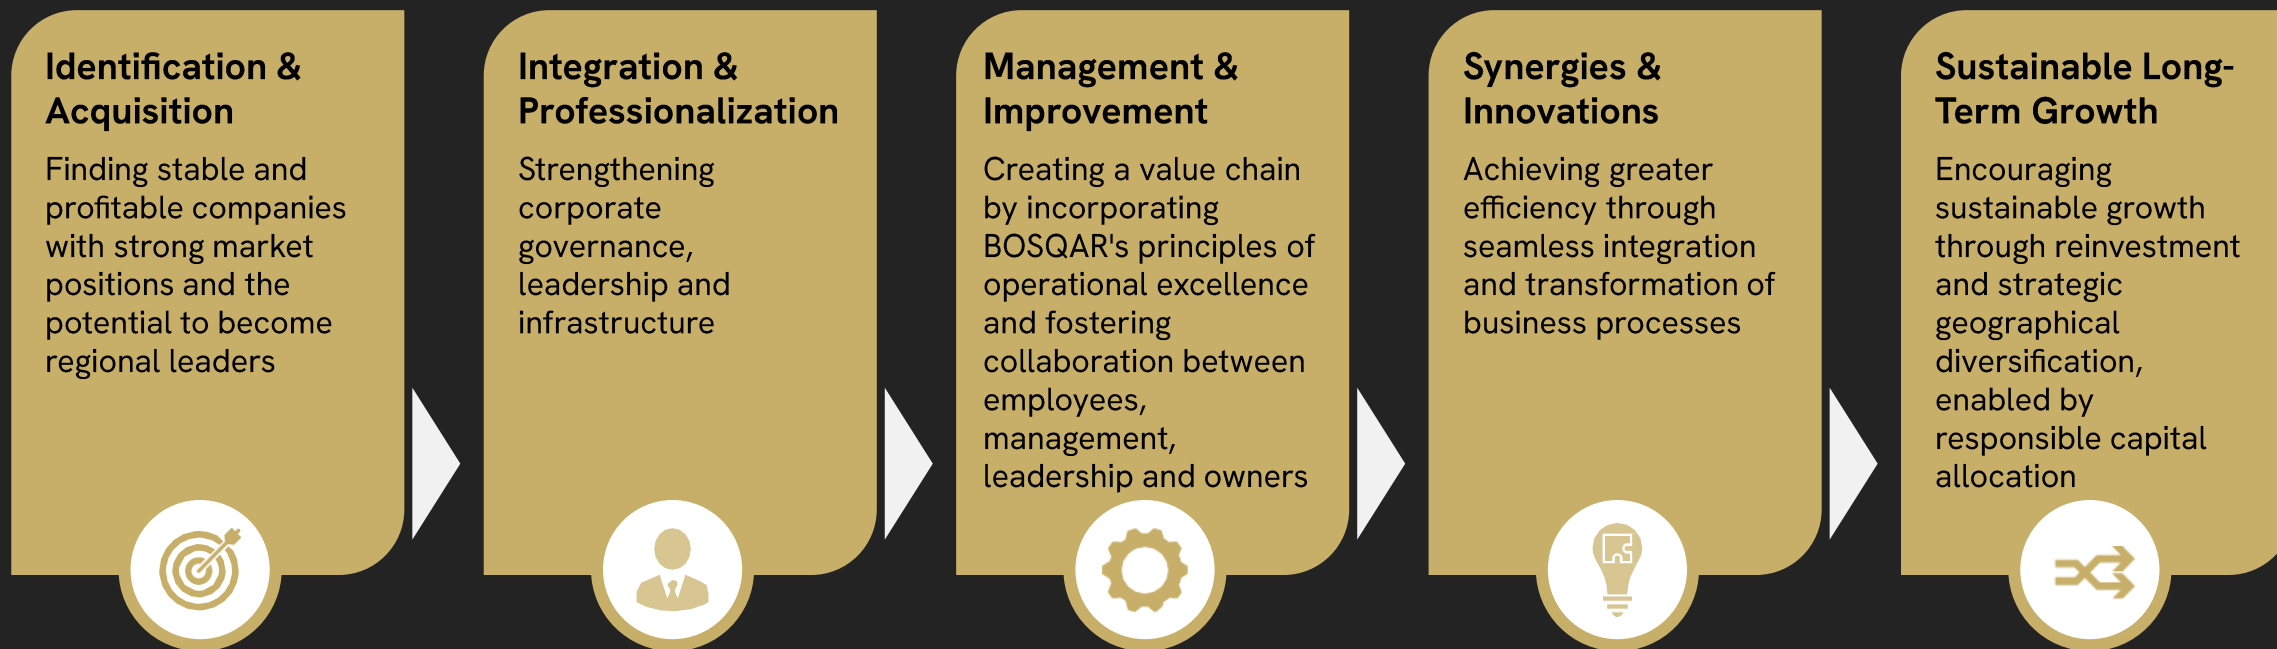 Identification &
Acquisition
Finding stable and
profitable companies
with strong market
positions and the
potential to become
regional leaders
Integration &
Professionalization
Strengthening
corporate
governance,
leadership and
infrastructure
Management &
Improvement
Creating a value chain
by incorporating
BOSQAR's principles of
operational excellence
and fostering
collaboration between
employees,
management,
leadership and owners
Synergies &
Innovations
Achieving greater
efficiency through
seamless integration
and transformation of
business processes
Sustainable Long-
Term Growth
Encouraging
sustainable growth
through reinvestment
and strategic
geographical
diversification,
enabled by
responsible capital
allocation